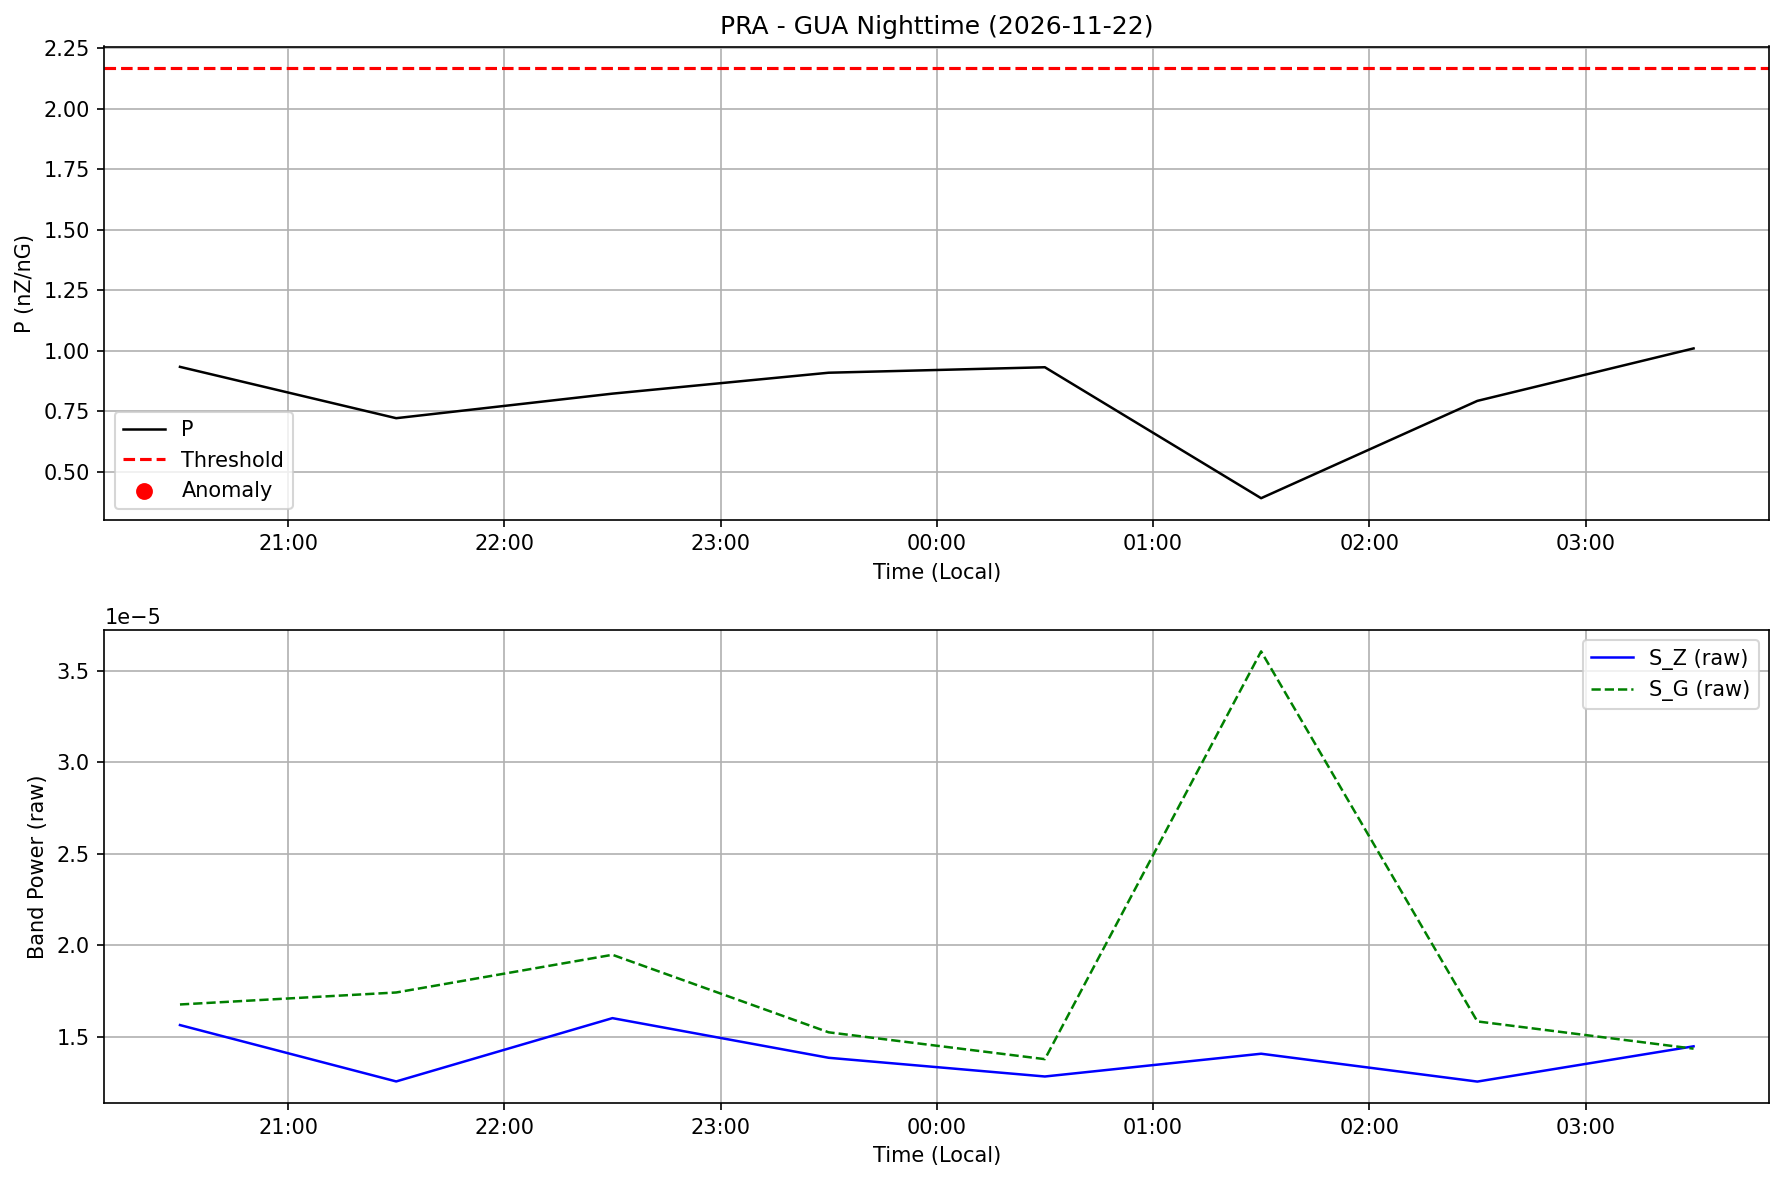 PRA - GUA Nighttime (2026-11-22)
P (nZ/nG)
2.25
2.00
1.75
1.50
1.25
1.00
0.75
0.50
P
Threshold
Anomaly
21:00 22:00 23:00 00:00 01:00 02:00 03:00
Time (Local)
1e−5
Band Power (raw)
3.5
3.0
2.5
2.0
1.5
S_Z (raw)
S_G (raw)
21:00 22:00 23:00 00:00 01:00 02:00 03:00
Time (Local)